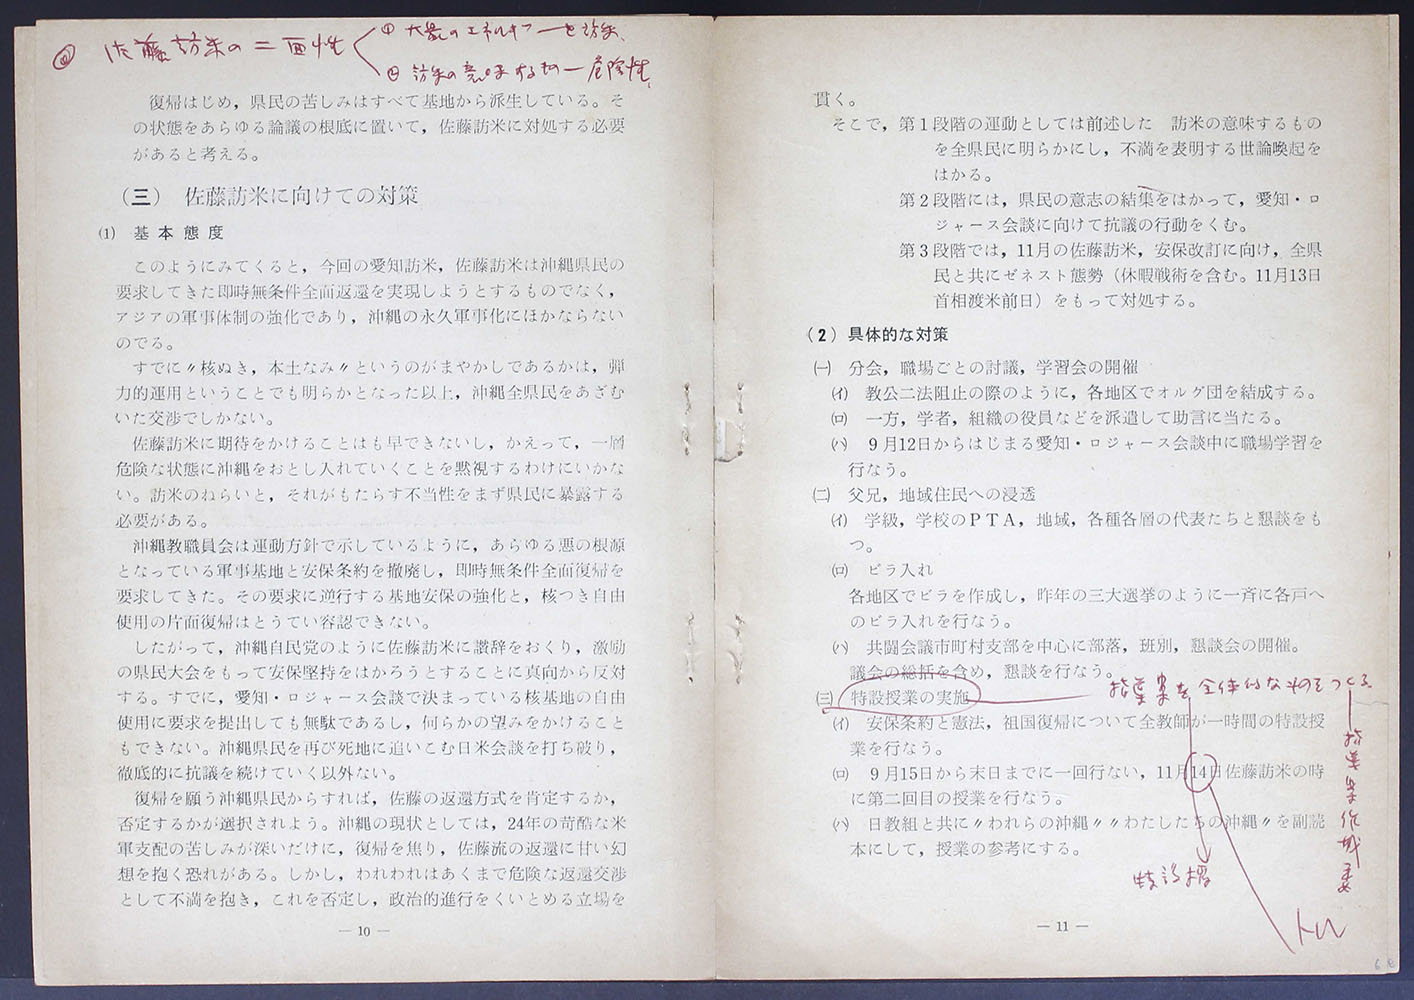 佐藤訪米の二面性
① 大衆のエネルギーを訪米
② 訪米の意味するもの―危険性
復帰はじめ，県民の苦しみはすべて基地から派生している。そ
の状態をあらゆる論議の根底に置いて，佐藤訪米に対処する必要
があると考える。
（三） 佐藤訪米に向けての対策
⑴ 基本態度
このようにみてくると，今回の愛知訪米，佐藤訪米は沖縄県民の
要求してきた即時無条件全面返還を実現しようとするものでなく，
アジアの軍事体制の強化であり，沖縄の永久軍事化にほかならない
のでる。
すでに〃核ぬき，本土なみ〃というのがまやかしであるかは，弾
力的運用ということでも明らかとなった以上，沖縄全県民をあざむ
いた交渉でしかない。
佐藤訪米に期待をかけることはも早できないし，かえって，一層
危険な状態に沖縄をおとし入れていくことを黙視するわけにいかな
い。訪米のねらいと，それがもたらす不当性をまず県民に暴露する
必要がある。
沖縄教職員会は運動方針で示しているように，あらゆる悪の根源
となっている軍事基地と安保条約を撤廃し，即時無条件全面復帰を
要求してきた。その要求に逆行する基地安保の強化と，核つき自由
使用の片面復帰はとうてい容認できない。
したがって，沖縄自民党のように佐藤訪米に讃辞をおくり，激励
の県民大会をもって安保堅持をはかろうとすることに真向から反対
する。すでに，愛知・ロジャース会談で決まっている核基地の自由
使用に要求を提出しても無駄であるし，何らかの望みをかけること
もできない。沖縄県民を再び死地に追いこむ日米会談を打ち破り，
徹底的に抗議を続けていく以外ない。
復帰を願う沖縄県民からすれば，佐藤の返還方式を肯定するか，
否定するかが選択されよう。沖縄の現状としては，24年の苛酷な米
軍支配の苦しみが深いだけに，復帰を焦り，佐藤流の返還に甘い幻
想を抱く恐れがある。しかし，われわれはあくまで危険な返還交渉
として不満を抱き，これを否定し，政治的進行をくいとめる立場を
― 10 ―
貫く。
そこで，第1段階の運動としては前述した 訪米の意味するもの
を全県民に明らかにし，不満を表明する世論喚起を
はかる。
第2段階には，県民の意志の結集をはかって，愛知・ロ
ジャース会談に向けて抗議の行動をくむ。
第3段階では，11月の佐藤訪米，安保改訂に向け，全県
民と共にゼネスト態勢（休暇戦術を含む。11月13日
首相渡米前日）をもって対処する。
（2）具体的な対策
㈠ 分会，職場ごとの討議，学習会の開催
(ｲ) 教公二法阻止の際のように，各地区でオルグ団を結成する。
(ﾛ) 一方，学者，組織の役員などを派遣して助言に当たる。
(ﾊ) 9月12日からはじまる愛知・ロジャース会談中に職場学習を
行なう。
㈡ 父兄，地域住民への浸透
(ｲ) 学級，学校のPTA，地域，各種各層の代表たちと懇談をも
つ。
(ﾛ) ビラ入れ
各地区でビラを作成し，昨年の三大選挙のように一斉に各戸へ
のビラ入れを行なう。
(ﾊ) 共闘会議市町村支部を中心に部落，班別，懇談会の開催。
議会の総括を含め，懇談を行なう。
㈢ 特設授業の実施
指導案を全体的なものをつくる
(ｲ) 安保条約と憲法，祖国復帰について全教師が一時間の特設授
業を行なう。
(ﾛ) 9月15日から末日までに一回行ない，11月14日佐藤訪米の時
に第二回目の授業を行なう。
(ﾊ) 日教組と共に〃われらの沖縄〃〃わたしたちの沖縄〃を副読
本にして，授業の参考にする。
指導案作成委
特設授
トル
― 11 ―